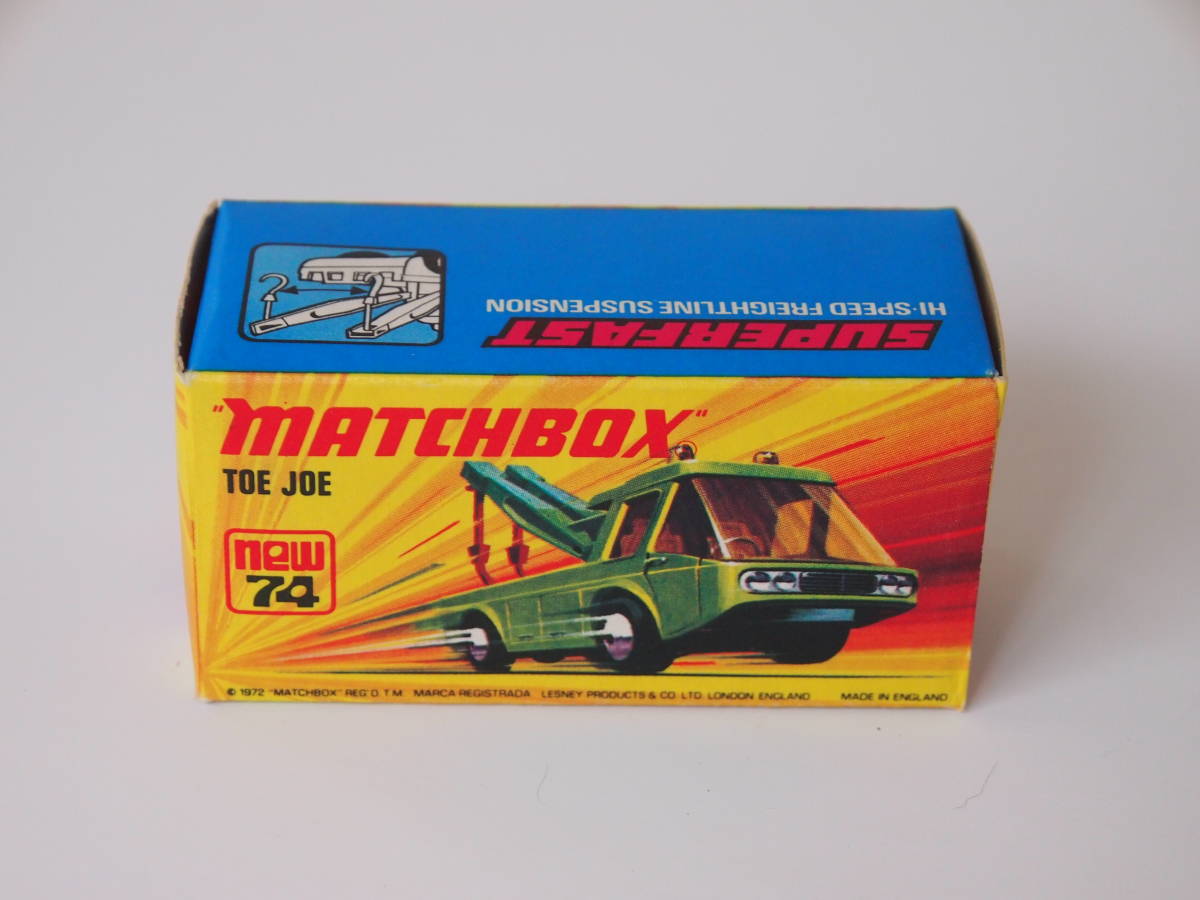 SUPERFAST
HI·SPEED FREIGHTLINE SUSPENSION
"MATCHBOX"
TOE JOE
new
74
© 1972 "MATCHBOX" REG'D. T.M. MARCA REGISTRADA LESNEY PRODUCTS & CO. LTD. LONDON ENGLAND MADE IN ENGLAND